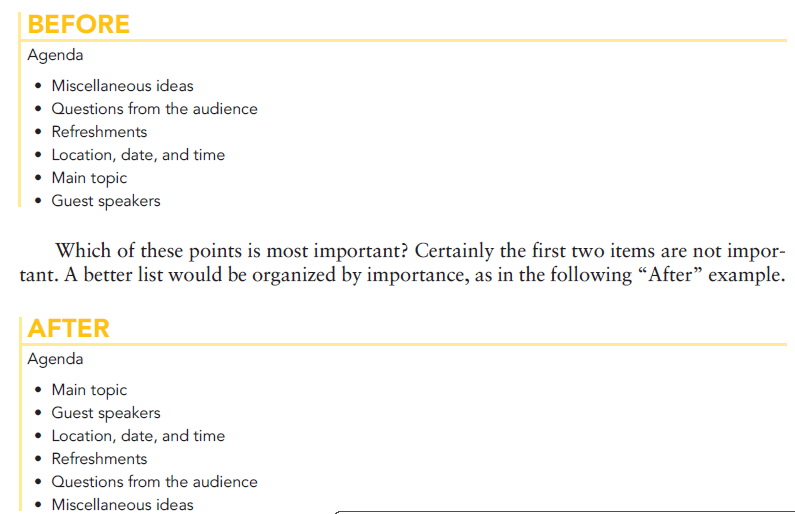 BEFORE
Agenda
• Miscellaneous ideas
• Questions from the audience
• Refreshments
• Location, date, and time
• Main topic
• Guest speakers
Which of these points is most important? Certainly the first two items are not impor-
tant. A better list would be organized by importance, as in the following “After” example.
AFTER
Agenda
• Main topic
• Guest speakers
• Location, date, and time
• Refreshments
• Questions from the audience
• Miscellaneous ideas